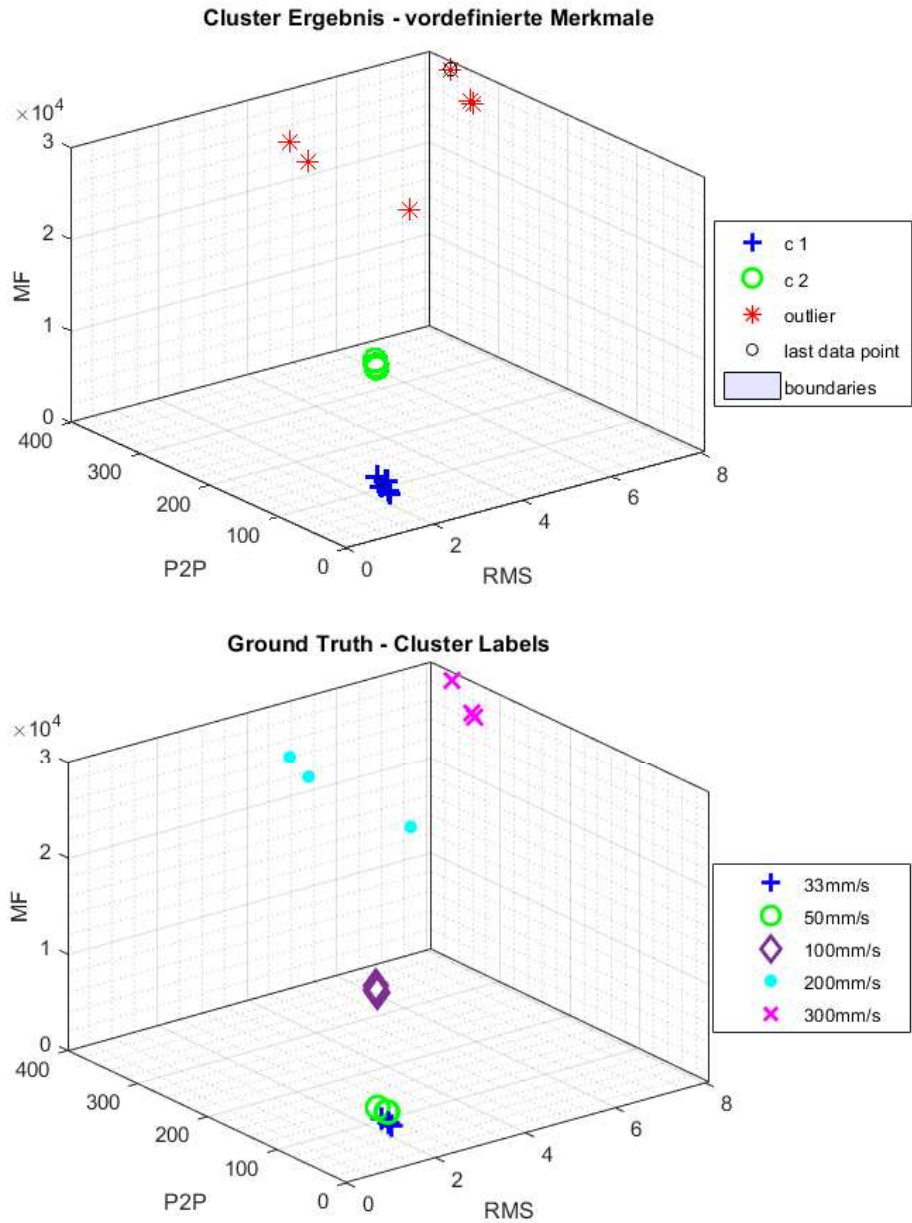 Cluster Ergebnis - vordefinierte Merkmale
×10⁴
3
2
1
0
MF
400
300
200
100
0
P2P
0
2
4
6
8
RMS
c 1
c 2
outlier
last data point
boundaries
Ground Truth - Cluster Labels
×10⁴
3
2
1
0
MF
400
300
200
100
0
P2P
0
2
4
6
8
RMS
33mm/s
50mm/s
100mm/s
200mm/s
300mm/s